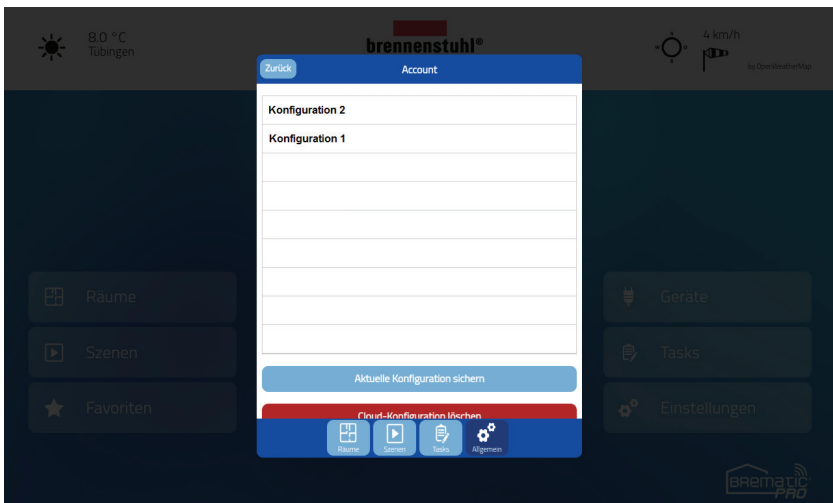 8.0 °C
Tübingen
brennenstuhl®
4 km/h
by OpenWeatherMap
Zurück
Account
Konfiguration 2
Konfiguration 1
Räume
Szenen
Favoriten
Geräte
Tasks
Einstellungen
Aktuelle Konfiguration sichern
Cloud-Konfiguration löschen
Räume
Szenen
Tasks
Allgemein
Brematic
PRO